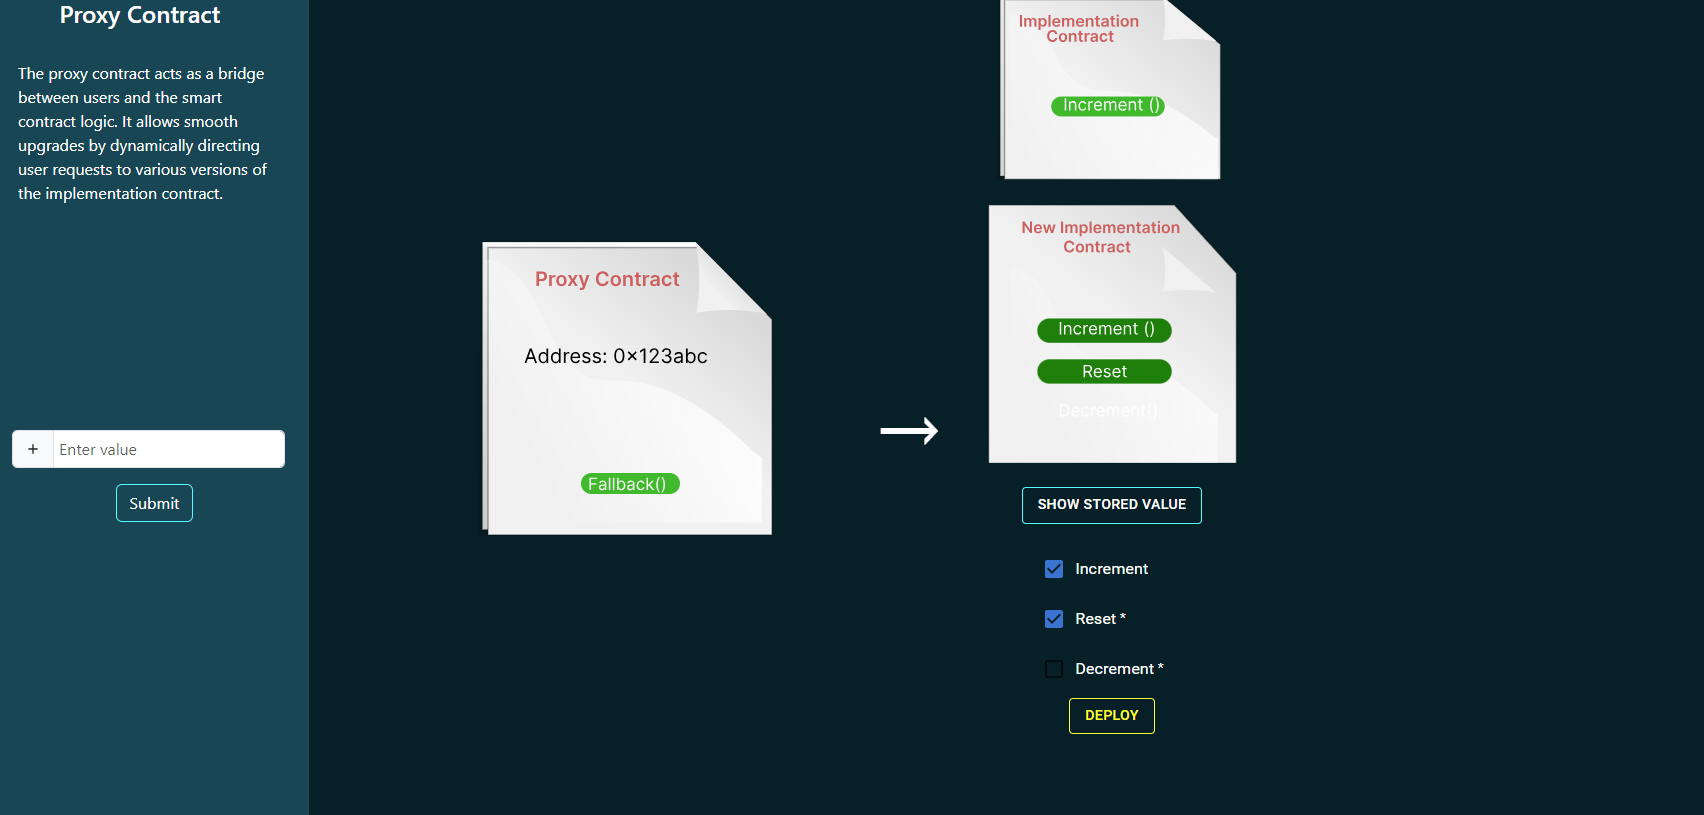 Proxy Contract
The proxy contract acts as a bridge
between users and the smart
contract logic. It allows smooth
upgrades by dynamically directing
user requests to various versions of
the implementation contract.
+ Enter value
Submit
Proxy Contract
Address: 0×123abc
Fallback()
Implementation
Contract
Increment ()
New Implementation
Contract
Increment ()
Reset
Decrement()
SHOW STORED VALUE
Increment
Reset *
Decrement *
DEPLOY